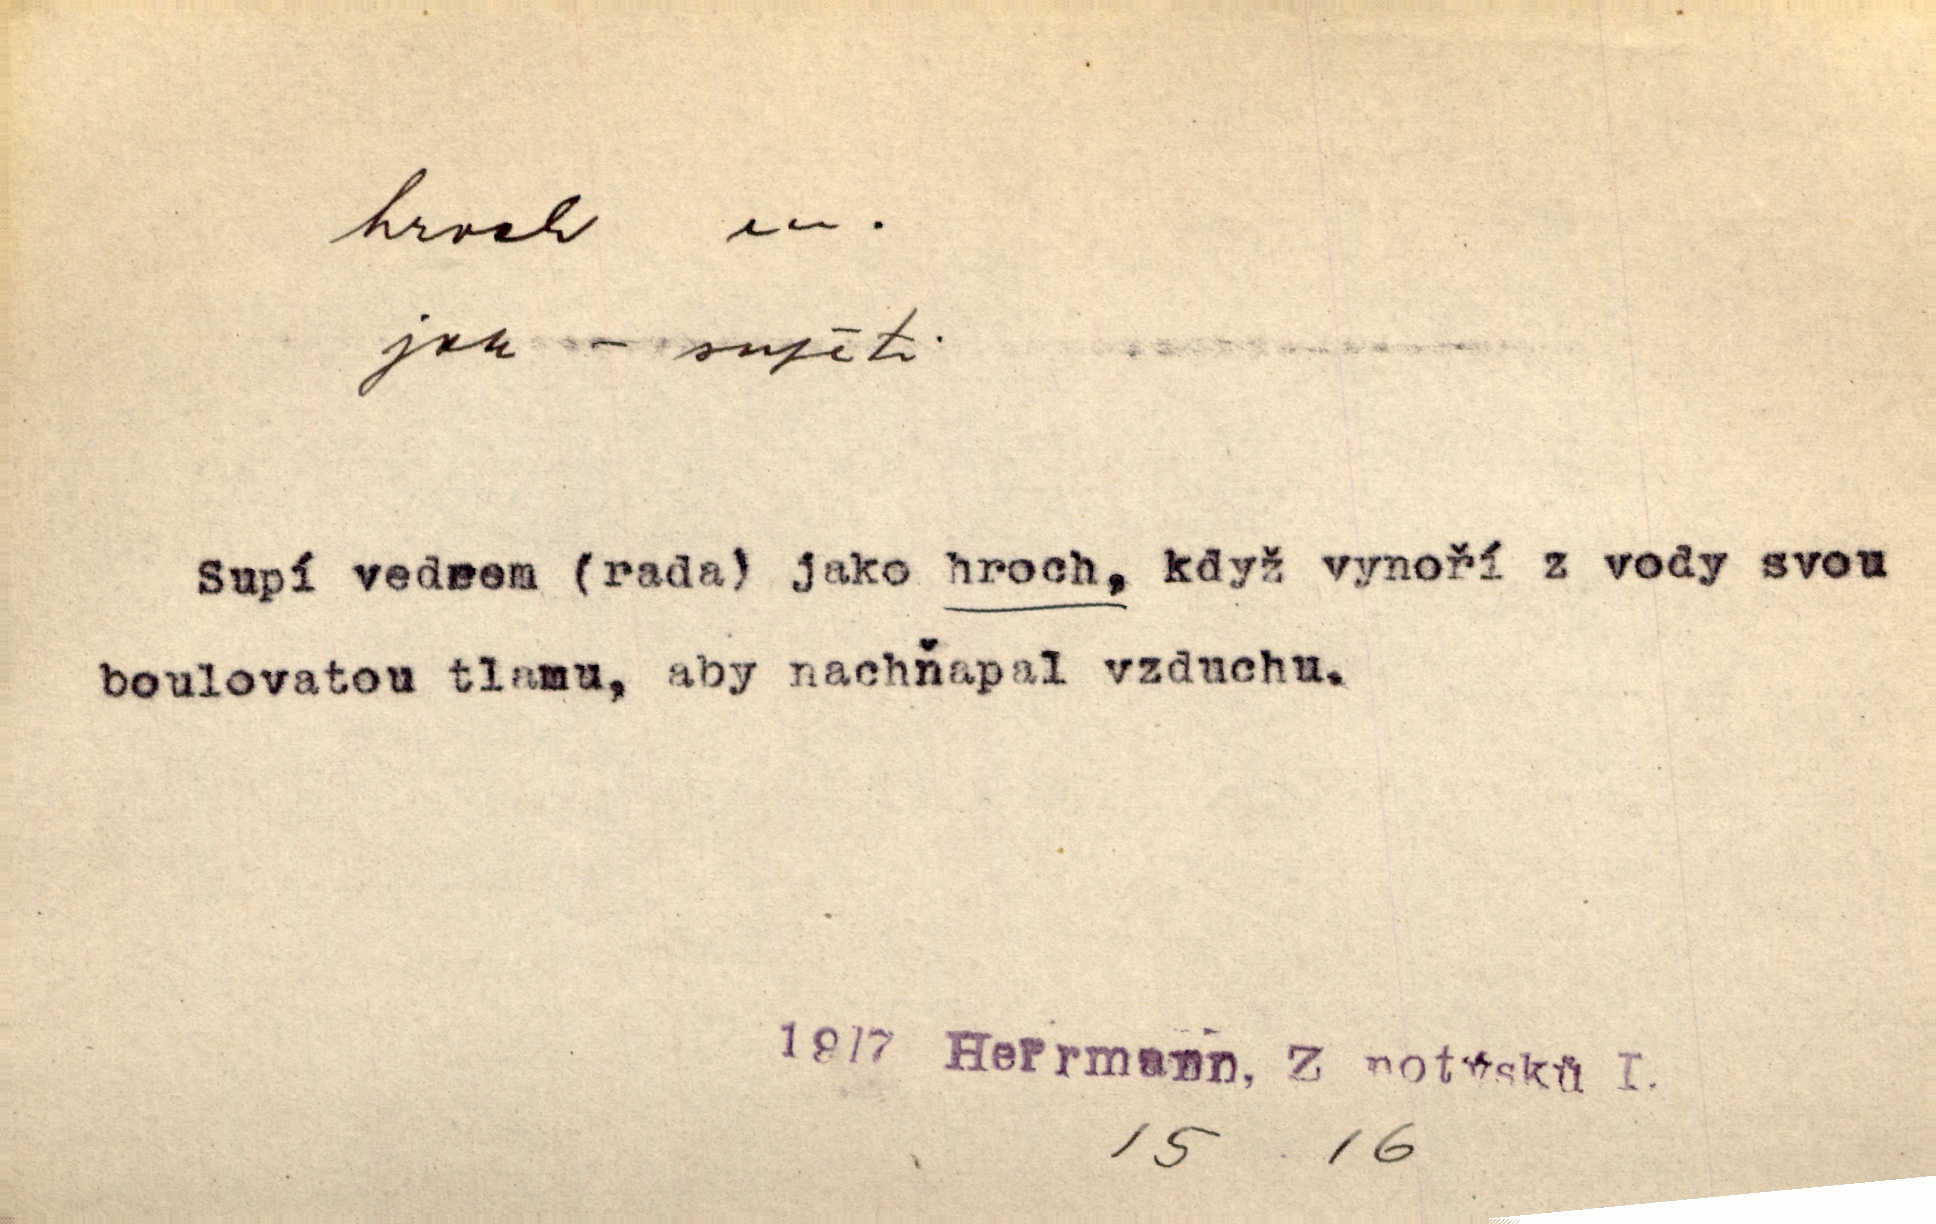 hroch m.
jak – supěti
Supí vedrem (rada) jako hroch, když vynoří z vody svou
boulovatou tlamu, aby nachňapal vzduchu.
1917 Herrmann, Z notýsků I.
15 16